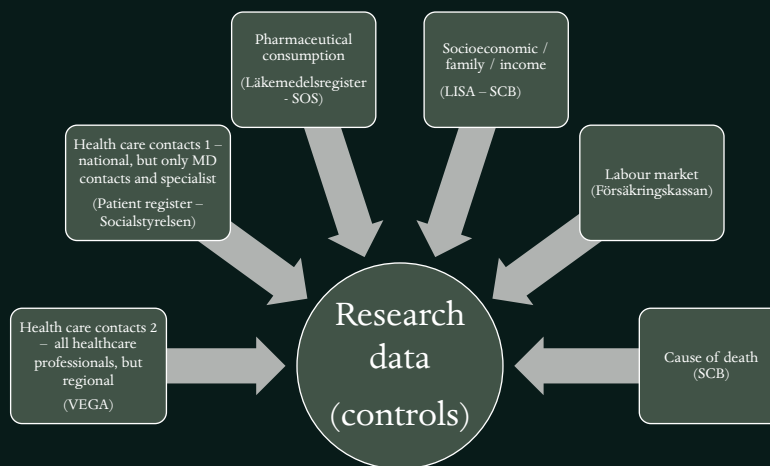 Pharmaceutical
consumption
(Läkemedelsregister
- SOS)
Socioeconomic /
family / income
(LISA – SCB)
Health care contacts 1 –
national, but only MD
contacts and specialist
(Patient register –
Socialstyrelsen)
Labour market
(Försäkringskassan)
Health care contacts 2
– all healthcare
professionals, but
regional
(VEGA)
Research
data
(controls)
Cause of death
(SCB)